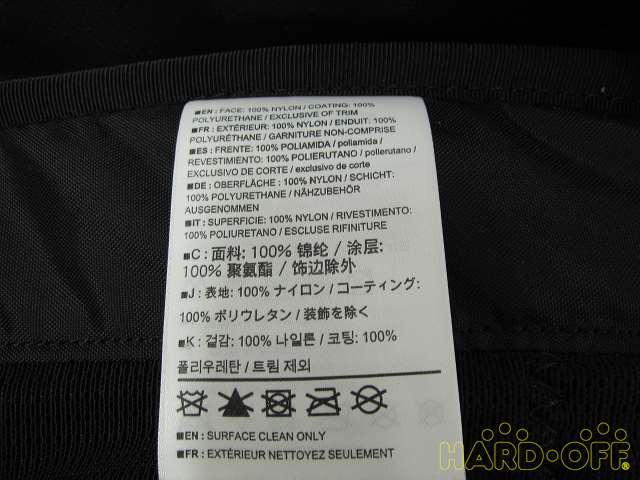 ■EN : FACE: 100% NYLON / COATING: 100%
POLYURETHANE / EXCLUSIVE OF TRIM
■FR : EXTÉRIEUR: 100% NYLON / ENDUIT: 100%
POLYURÉTHANE / GARNITURE NON-COMPRISE
■ES : FRENTE: 100% POLIAMIDA / poliamida /
REVESTIMIENTO: 100% POLIERUTANO / polierutano /
EXCLUSIVO DE CORTE / exclusivo de corte
■DE : OBERFLÄCHE : 100% NYLON / SCHICHT:
100% POLYURETHANE / NÄHZUBEHÖR
AUSGENOMMEN
■IT : SUPERFICIE: 100% NYLON / RIVESTIMENTO:
100% POLIURETANO / ESCLUSE RIFINITURE
■C : 面料: 100% 锦纶 / 涂层:
100% 聚氨酯 / 饰边除外
■J : 表地: 100% ナイロン / コーティング:
100% ポリウレタン / 装飾を除く
■K : 겉감: 100% 나일론 / 코팅: 100%
폴리우레탄 / 트림 제외
■EN : SURFACE CLEAN ONLY
■FR : EXTÉRIEUR NETTOYEZ SEULEMENT
HARD-OFF